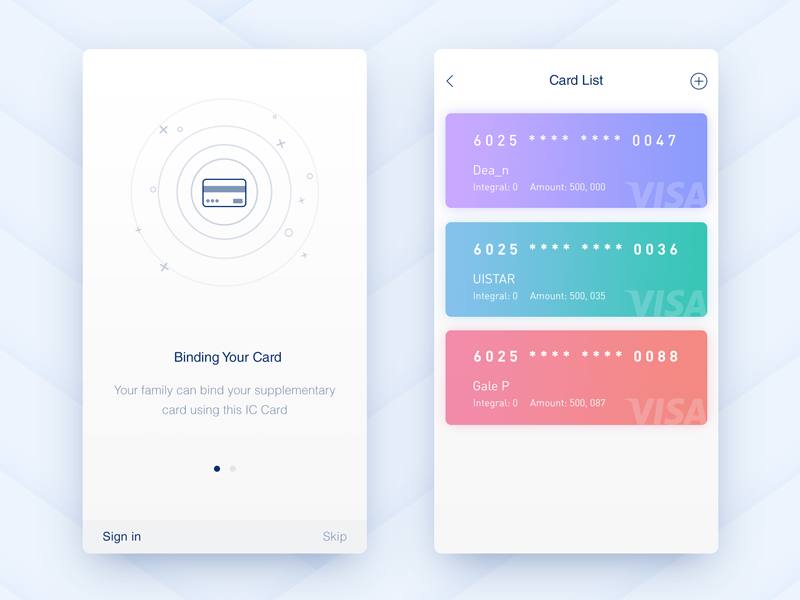 Binding Your Card
Your family can bind your supplementary
card using this IC Card
Sign in
Skip
Card List
6025 **** **** 0047
Dea_n
Integral: 0 Amount: 500, 000
VISA
6025 **** **** 0036
UISTAR
Integral: 0 Amount: 500, 035
VISA
6025 **** **** 0088
Gale P
Integral: 0 Amount: 500, 087
VISA